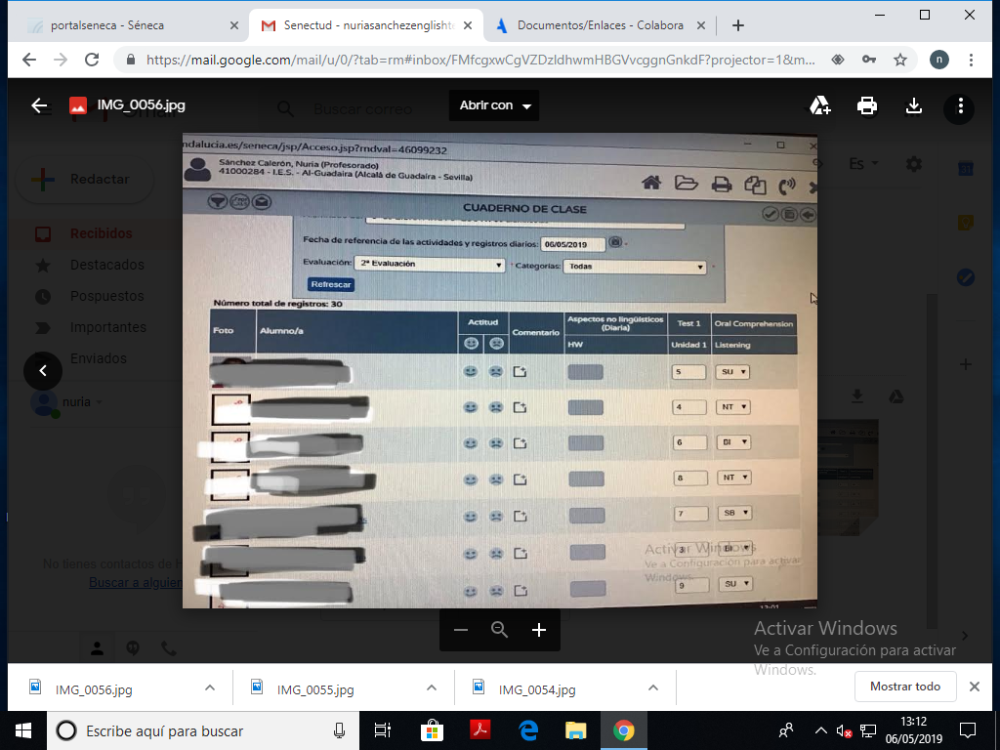 portalseneca - Séneca
Senectud - nuriasanchezenglishte
Documentos/Enlaces - Colabora
https://mail.google.com/mail/u/0/?tab=rm#inbox/FMfcgxwCgVZDzldhwmHBGVvcggnGnkdF?projector=1&m...
n
IMG_0056.jpg
Buscar correo
Abrir con
Redactar
Es
Recibidos
Destacados
Pospuestos
Importantes
Enviados
nuria
No tienes contactos de H
Buscar a alguien
ndalucia.es/seneca/jsp/Acceso.jsp?rndval=46099232
Sánchez Calerón, Nuria (Profesorado)
41000284 - I.E.S. - Al-Guadaira (Alcalá de Guadaira - Sevilla)
CUADERNO DE CLASE
Fecha de referencia de las actividades y registros diarios: 06/05/2019
Evaluación: 2ª Evaluación * Categorías: Todas
Refrescar
Número total de registros: 30
Foto Alumno/a Actitud Comentario Aspectos no lingüísticos (Diaria) Test 1 Oral Comprehension
HW Unidad 1 Listening
5 SU
4 NT
6 BI
8 NT
7 SB
3 BI
9 SU
Activar Windows
Ve a Configuración para activar
Windows.
13:01
Activar Windows
Ve a Configuración para activar
Windows.
IMG_0056.jpg
IMG_0055.jpg
IMG_0054.jpg
Mostrar todo
Escribe aquí para buscar
13:12
06/05/2019